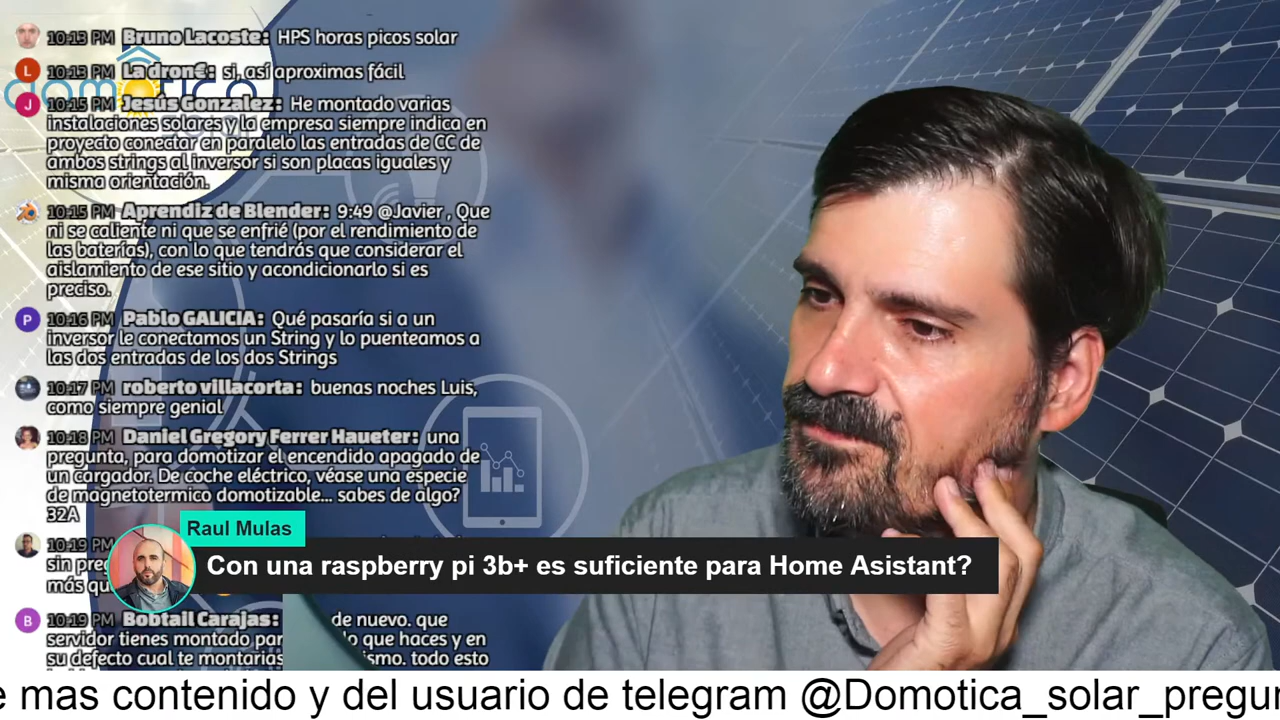 10:13 PM Bruno Lacoste: HPS horas picos solar
10:13 PM La dron€: si, así aproximas fácil
10:15 PM Jesús Gonzalez: He montado varias
instalaciones solares y la empresa siempre indica en
proyecto conectar en paralelo las entradas de CC de
ambos strings al inversor si son placas iguales y
misma orientación.
10:15 PM Aprendiz de Blender: 9:49 @Javier , Que
ni se caliente ni que se enfrié (por el rendimiento de
las baterías), con lo que tendrás que considerar el
aislamiento de ese sitio y acondicionarlo si es
preciso.
10:16 PM Pablo GALICIA: Qué pasaría si a un
inversor le conectamos un String y lo puenteamos a
las dos entradas de los dos Strings
10:17 PM roberto villacorta: buenas noches Luis,
como siempre genial
10:18 PM Daniel Gregory Ferrer Haueter: una
pregunta, para domotizar el encendido apagado de
un cargador. De coche eléctrico, véase una especie
de magnetotermico domotizable... sabes de algo?
32A
Raul Mulas
10:19 PM
Con una raspberry pi 3b+ es suficiente para Home Asistant?
sin
más
10:19 PM Bobtail Carajas: de nuevo. que
servidor tienes montado lo que haces y en
su defecto cual te montarias todo esto
e mas contenido y del usuario de telegram @Domotica_solar_pregu